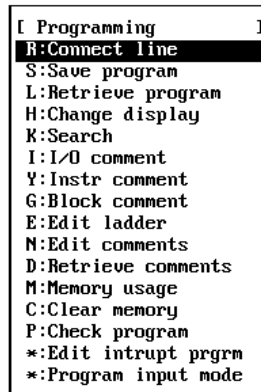 [ Programming ]
R:Connect line
S:Save program
L:Retrieve program
H:Change display
K:Search
I:I/O comment
Y:Instr comment
G:Block comment
E:Edit ladder
N:Edit comments
D:Retrieve comments
M:Memory usage
C:Clear memory
P:Check program
*:Edit intrupt prgrm
*:Program input mode